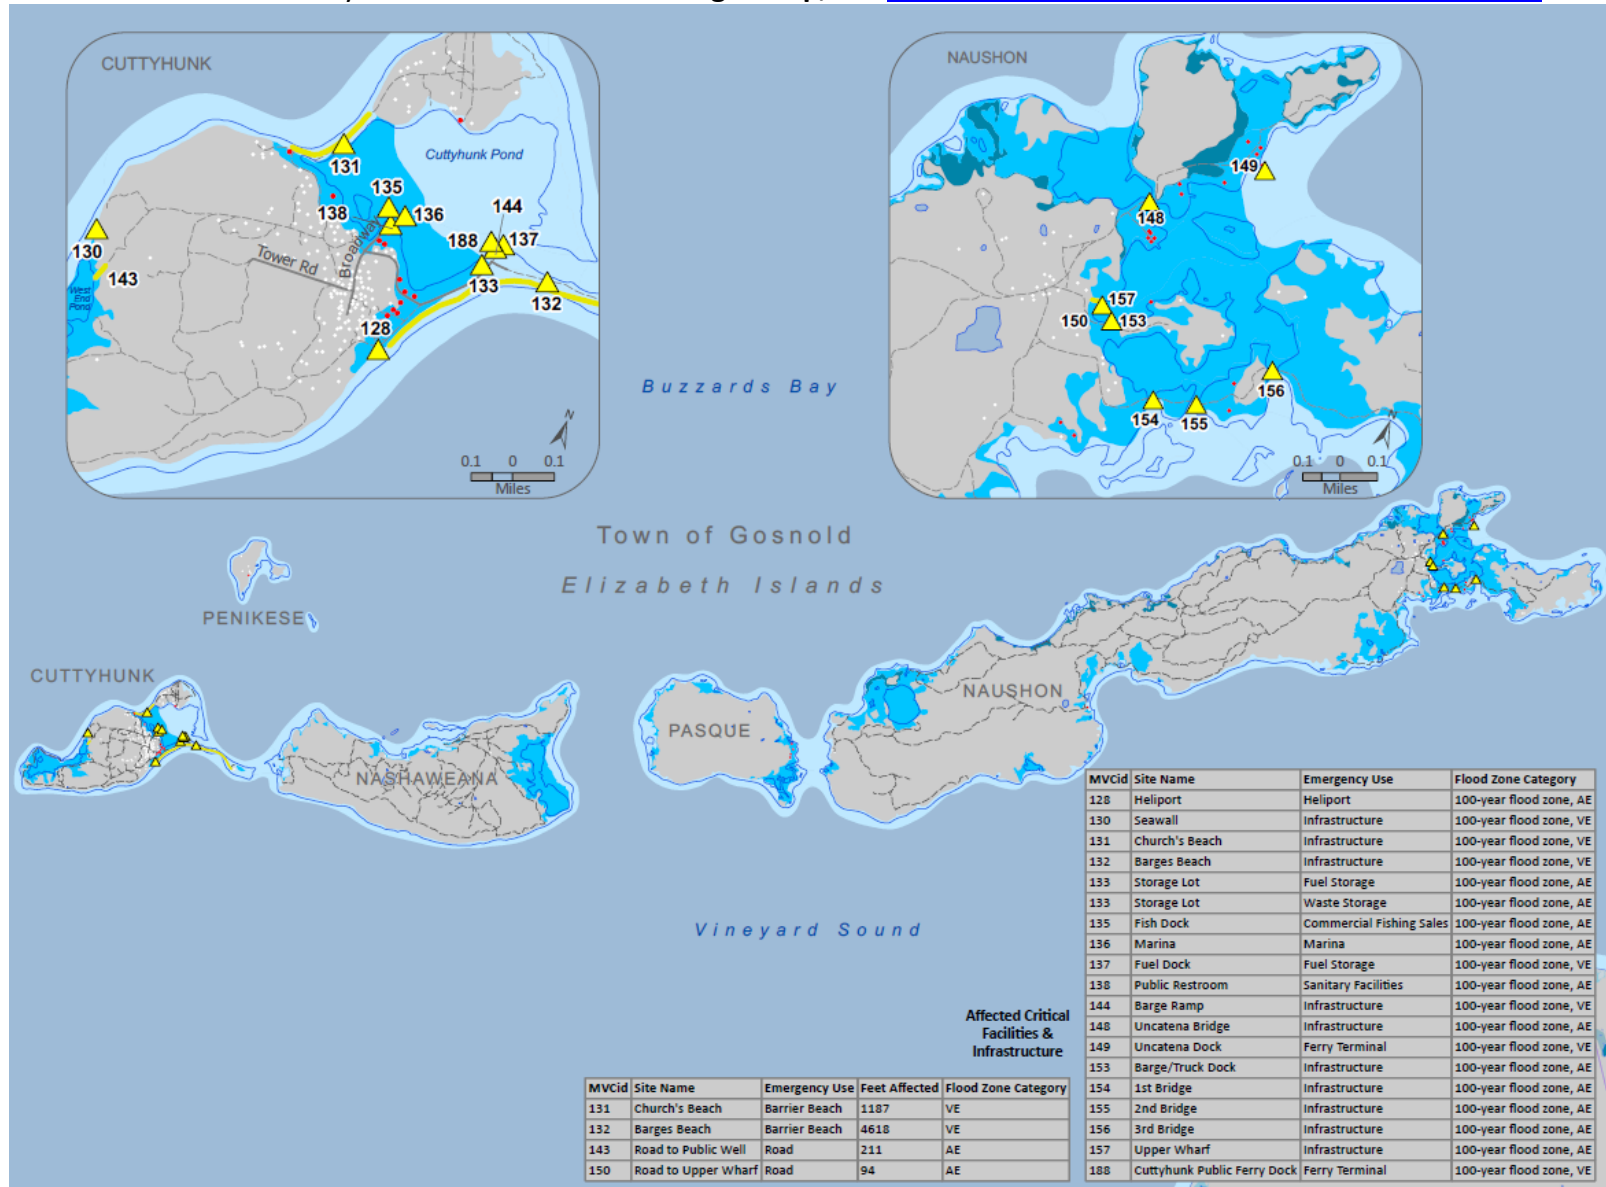 CUTTYHUNK
Cuttyhunk Pond
131
135
138
136
144
188
137
130
143
Tower Rd
Broadway
West
End
Pond
133
132
128
N
0.1 0 0.1
Miles
NAUSHON
149
148
157
150
153
156
154
155
N
0.1 0 0.1
Miles
Buzzards Bay
Town of Gosnold
Elizabeth Islands
PENIKESE
CUTTYHUNK
NASHAWEANA
PASQUE
NAUSHON
Vineyard Sound
MVCid Site Name Emergency Use Flood Zone Category
128 Heliport Heliport 100-year flood zone, AE
130 Seawall Infrastructure 100-year flood zone, VE
131 Church's Beach Infrastructure 100-year flood zone, VE
132 Barges Beach Infrastructure 100-year flood zone, VE
133 Storage Lot Fuel Storage 100-year flood zone, AE
133 Storage Lot Waste Storage 100-year flood zone, AE
135 Fish Dock Commercial Fishing Sales 100-year flood zone, AE
136 Marina Marina 100-year flood zone, AE
137 Fuel Dock Fuel Storage 100-year flood zone, VE
138 Public Restroom Sanitary Facilities 100-year flood zone, AE
144 Barge Ramp Infrastructure 100-year flood zone, VE
148 Uncatena Bridge Infrastructure 100-year flood zone, AE
149 Uncatena Dock Ferry Terminal 100-year flood zone, VE
153 Barge/Truck Dock Infrastructure 100-year flood zone, AE
154 1st Bridge Infrastructure 100-year flood zone, AE
155 2nd Bridge Infrastructure 100-year flood zone, AE
156 3rd Bridge Infrastructure 100-year flood zone, AE
157 Upper Wharf Infrastructure 100-year flood zone, AE
188 Cuttyhunk Public Ferry Dock Ferry Terminal 100-year flood zone, VE
Affected Critical
Facilities &
Infrastructure
MVCid Site Name Emergency Use Feet Affected Flood Zone Category
131 Church's Beach Barrier Beach 1187 VE
132 Barges Beach Barrier Beach 4618 VE
143 Road to Public Well Road 211 AE
150 Road to Upper Wharf Road 94 AE